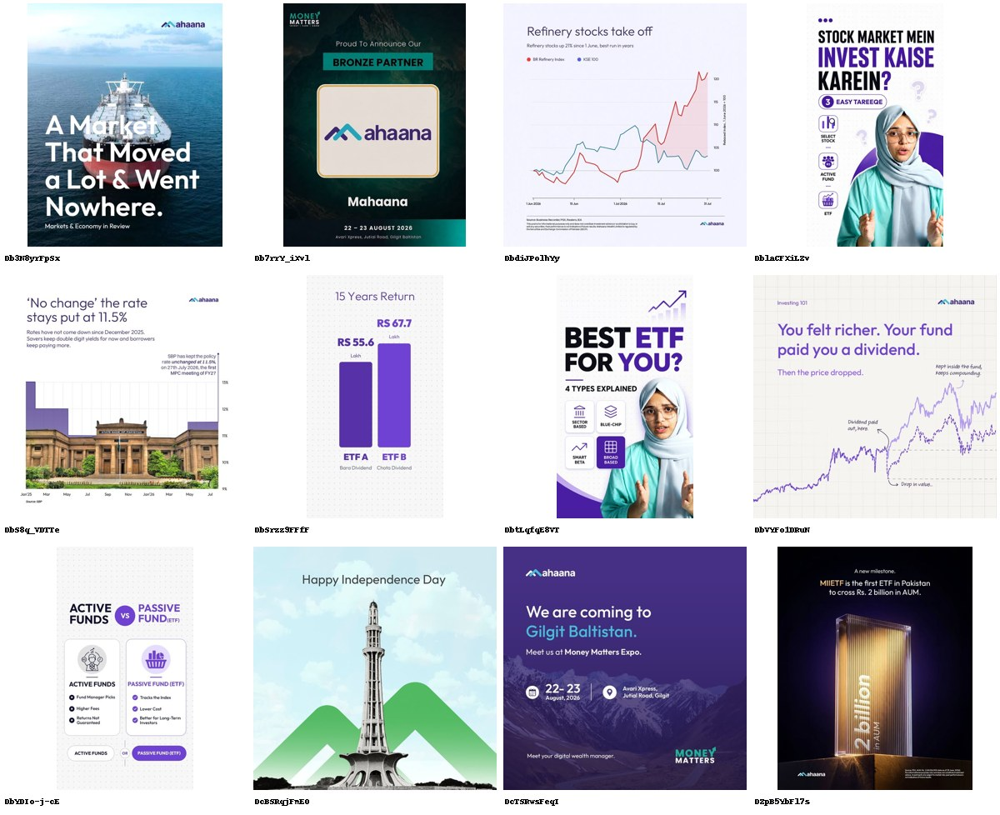 Mahaana
A Market
That Moved
a Lot & Went
Nowhere.
Markets & Economy in Review
Db3N8yrFpSx
MONEY
MATTERS
Proud To Announce Our
BRONZE PARTNER
ahaana
Mahaana
22 – 23 AUGUST 2026
Avari Xpress, Jutial Road, Gilgit Baltistan
Db7rrY_iXvl
Refinery stocks take off
Refinery stocks up 21% since 1 June, best run in years
BR Refinery Index
KSE 100
120
115
110
105
100
1 Jun 2026
15 Jun
1 Jul 2026
15 Jul
31 Jul
ahaana
DbdiJPolhYy
STOCK MARKET MEIN
INVEST KAISE
KAREIN?
3 EASY TAREEQE
SELECT
STOCK
ACTIVE
FUND
ETF
DblaCFXiLZv
'No change' the rate
stays put at 11.5%
ahaana
Rates have not come down since December 2025.
Savers keep double digit yields for now and borrowers
keep paying more.
SBP has kept the policy
rate unchanged at 11.5%,
on 27th July 2026, the first
MPC meeting of FY27
13%
12%
11%
10%
9%
Jan'25
Mar
May
Jul
Sep
Nov
Jan'26
Mar
May
Jul
Source: SBP
DbS8q_VDTTe
15 Years Return
RS 55.6
Lakh
RS 67.7
Lakh
ETF A
Bara Dividend
ETF B
Chota Dividend
DbSrzz9FFfF
BEST ETF
FOR YOU?
4 TYPES EXPLAINED
SECTOR
BASED
BLUE-CHIP
SMART
BETA
BROAD
BASED
DbtLqfqE8VT
Investing 101
ahaana
You felt richer. Your fund
paid you a dividend.
Then the price dropped.
Kept inside the fund,
keeps compounding.
Dividend paid
out, here.
Drop in value.
DbVYFo1DRuN
ACTIVE
FUNDS
VS
PASSIVE
FUND(ETF)
ACTIVE FUNDS
Fund Manager Picks
Higher Fees
Returns Not
Guaranteed
PASSIVE FUND (ETF)
Tracks the Index
Lower Cost
Better for Long-Term
Investors
ACTIVE FUNDS
OR
PASSIVE FUND (ETF)
DbYDIo-j-cE
Happy Independence Day
DcBSRqjFmEO
ahaana
We are coming to
Gilgit Baltistan.
Meet us at Money Matters Expo.
22- 23
August, 2026
Avari Xpress,
Jutial Road, Gilgit
Meet your digital wealth manager.
MONEY
MATTERS
DcTSRwsFeqI
A new milestone.
MIIETF is the first ETF in Pakistan
to cross Rs. 2 billion in AUM.
2 billion
in AUM
ahaana
DZpB5YbFl7s